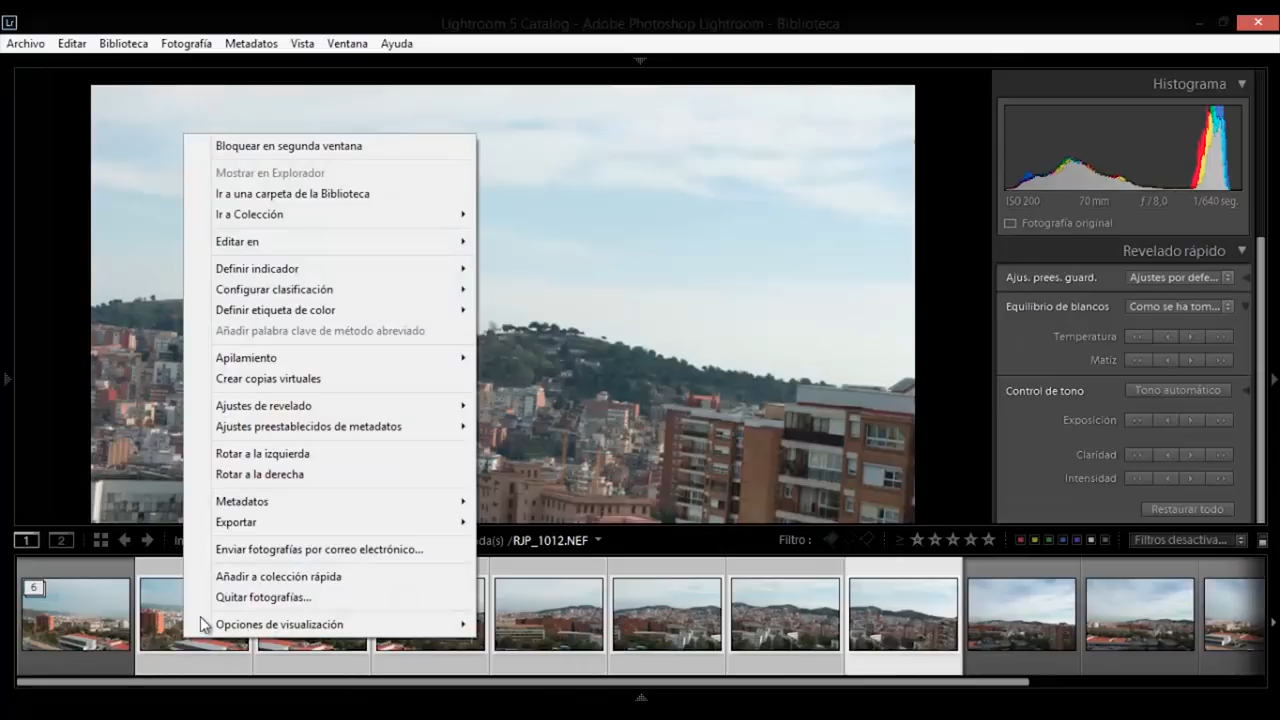 Lr
Lightroom 5 Catalog - Adobe Photoshop Lightroom - Biblioteca
Archivo Editar Biblioteca Fotografía Metadatos Vista Ventana Ayuda
Bloquear en segunda ventana
Mostrar en Explorador
Ir a una carpeta de la Biblioteca
Ir a Colección
Editar en
Definir indicador
Configurar clasificación
Definir etiqueta de color
Añadir palabra clave de método abreviado
Apilamiento
Crear copias virtuales
Ajustes de revelado
Ajustes preestablecidos de metadatos
Rotar a la izquierda
Rotar a la derecha
Metadatos
Exportar
Enviar fotografías por correo electrónico...
Añadir a colección rápida
Quitar fotografías...
Opciones de visualización
Histograma
ISO 200 70 mm ƒ / 8,0 1/640 seg.
Fotografía original
Revelado rápido
Ajus. prees. guard. Ajustes por defe...
Equilibrio de blancos Como se ha tom...
Temperatura
Matiz
Control de tono Tono automático
Exposición
Claridad
Intensidad
Restaurar todo
1 2 in da(s) /RJP_1012.NEF Filtro : Filtros desactiva...
6